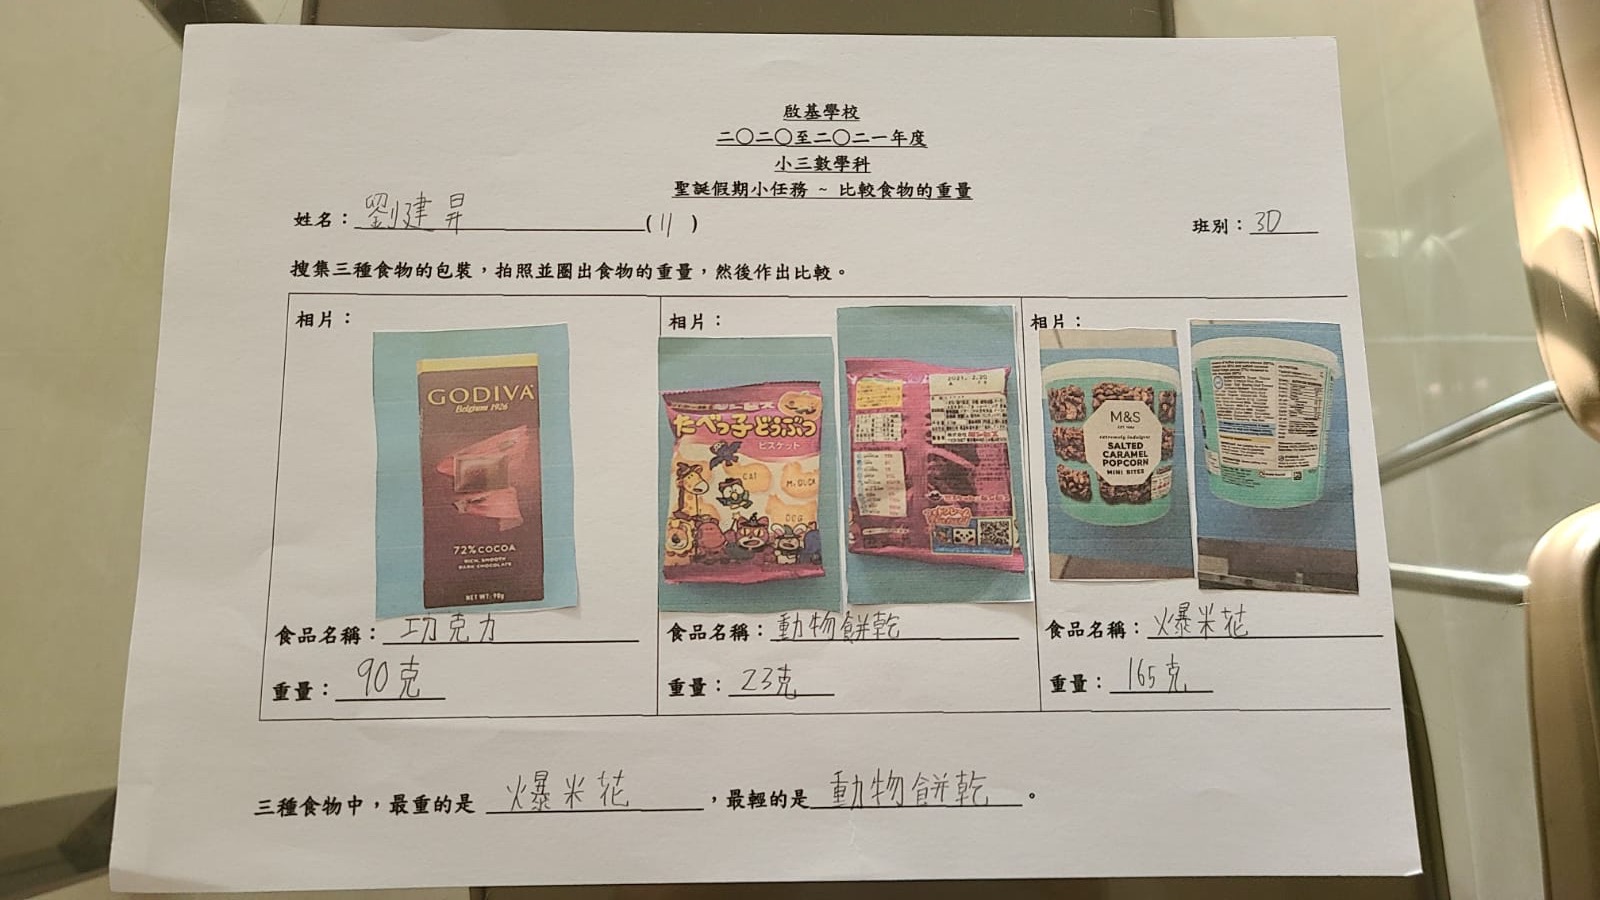 啟基學校
二〇二〇至二〇二一年度
小三數學科
聖誕假期小任務 ~ 比較食物的重量
姓名：劉建昇(11) 班別：3D
搜集三種食物的包裝，拍照並圈出食物的重量，然後作出比較。
相片： 相片： 相片：
GODIVA
Belgium 1926
72% COCOA
RICH, SMOOTH
DARK CHOCOLATE
NET WT. 90g
たべっ子どうぶつ
ビスケット
CAT
DOG
2021. 2.20
M&S
EST 1884
extremely indulgent
SALTED
CARAMEL
POPCORN
MINI BITES
食品名稱：功克力 食品名稱：動物餅乾 食品名稱：爆米花
重量：90克 重量：23克 重量：165克
三種食物中，最重的是 爆米花，最輕的是動物餅乾。